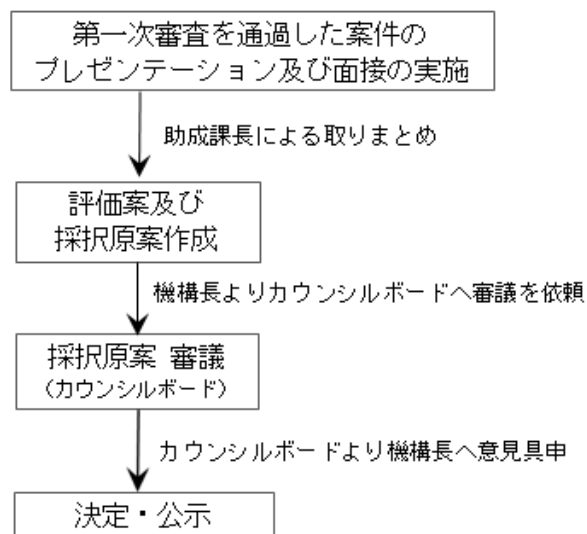 第一次審査を通過した案件の
プレゼンテーション及び面接の実施
助成課長による取りまとめ
評価案及び
採択原案作成
機構長よりカウンシルボードへ審議を依頼
採択原案 審議
(カウンシルボード)
カウンシルボードより機構長へ意見具申
決定・公示